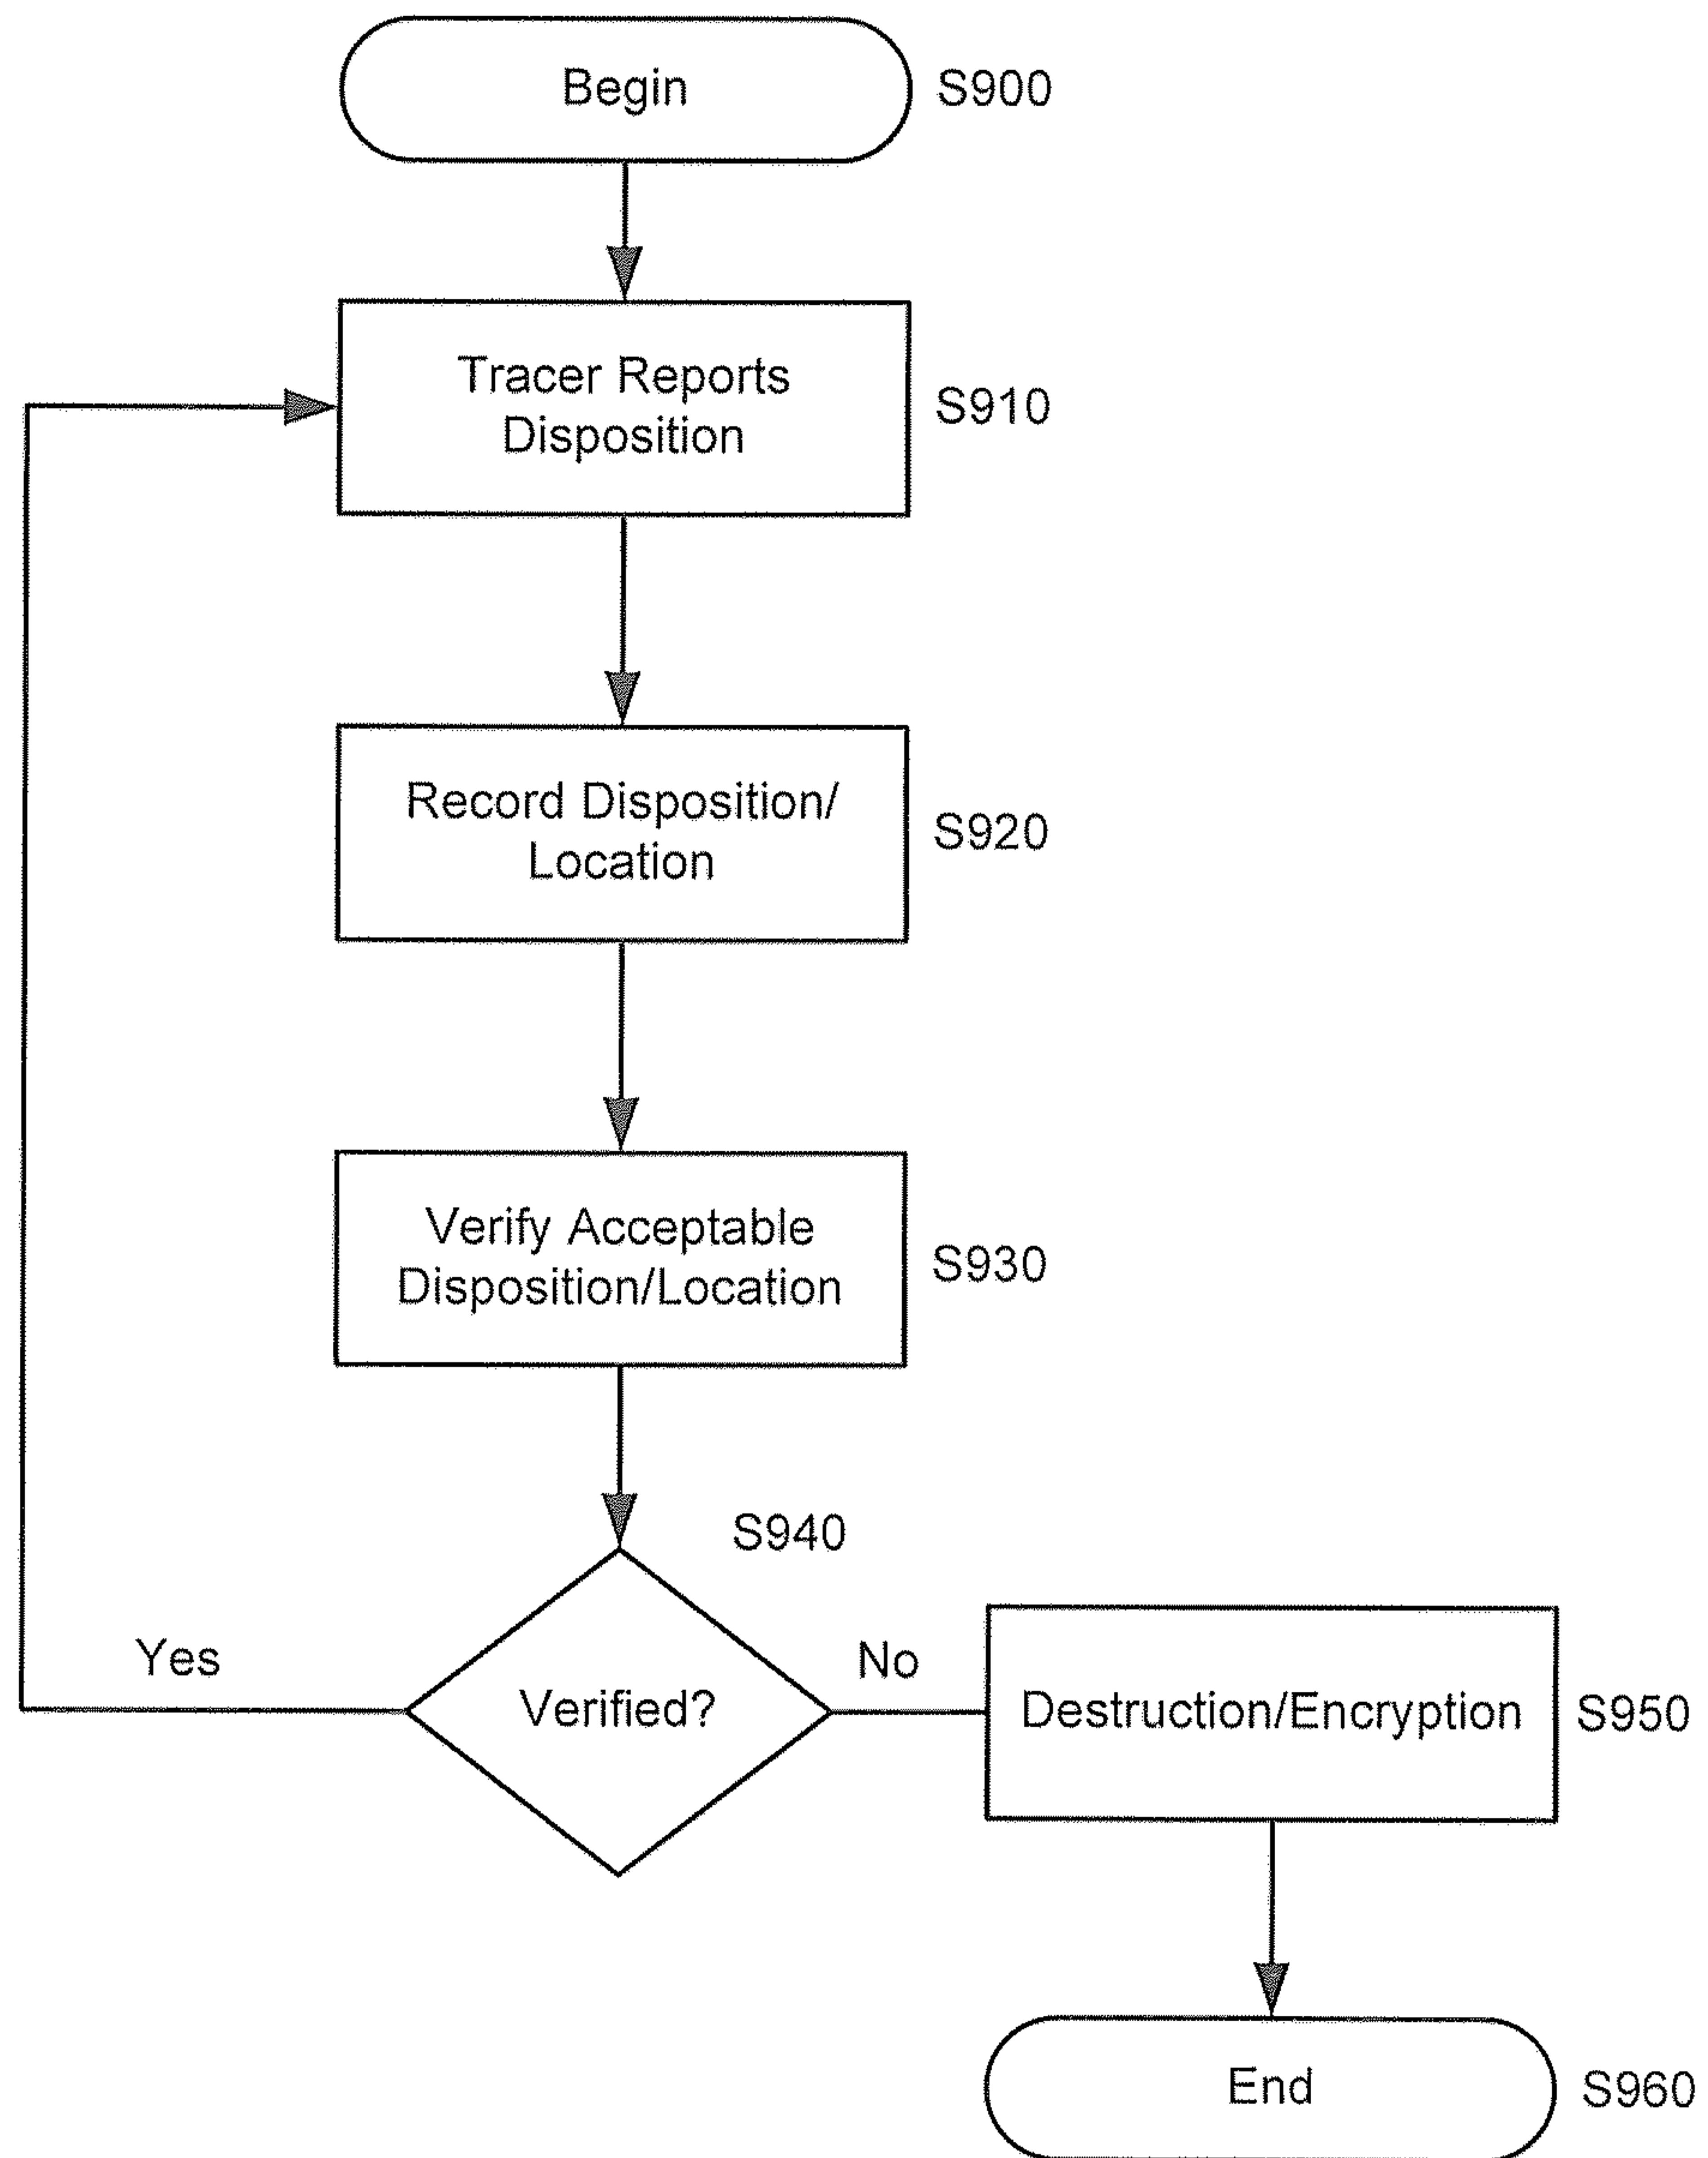 Begin
S900
Tracer Reports
Disposition
S910
Record Disposition/
Location
S920
Verify Acceptable
Disposition/Location
S930
S940
Verified?
Yes
No
Destruction/Encryption
S950
End
S960